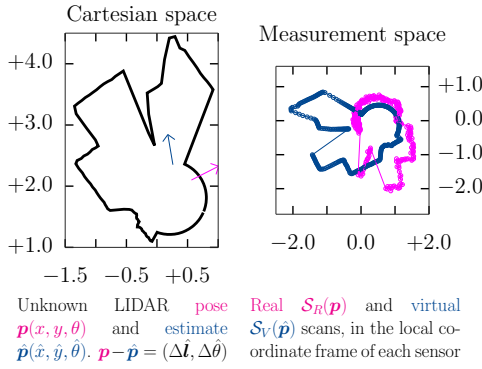 Cartesian space
+4.0
+3.0
+2.0
+1.0
−1.5 −0.5 +0.5
Measurement space
+1.0
0.0
−1.0
−2.0
−2.0 0.0 +2.0
Unknown LIDAR pose
p(x, y, θ) and estimate
p̂(x̂, ŷ, θ̂). p−p̂ = (Δl̂, Δθ̂)
Real S_R(p) and virtual
S_V(p̂) scans, in the local co-
ordinate frame of each sensor